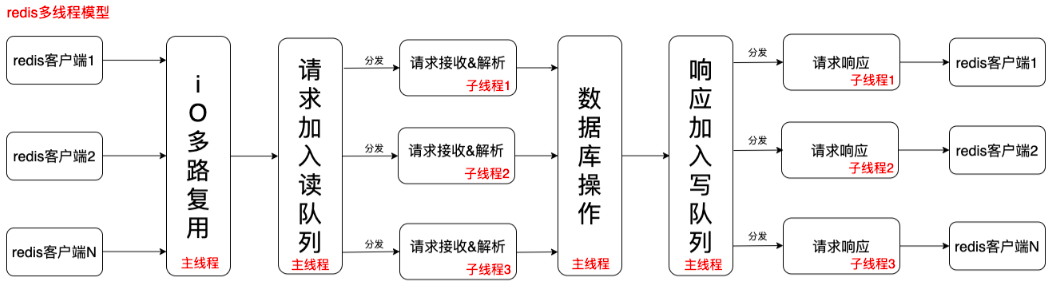 redis多线程模型
redis客户端1
redis客户端2
redis客户端N
iO多路复用
主线程
请求加入读队列
主线程
分发
请求接收&解析
子线程1
分发
请求接收&解析
子线程2
分发
请求接收&解析
子线程3
数据库操作
主线程
响应加入写队列
主线程
分发
请求响应
子线程1
分发
请求响应
子线程2
分发
请求响应
子线程3
redis客户端1
redis客户端2
redis客户端N